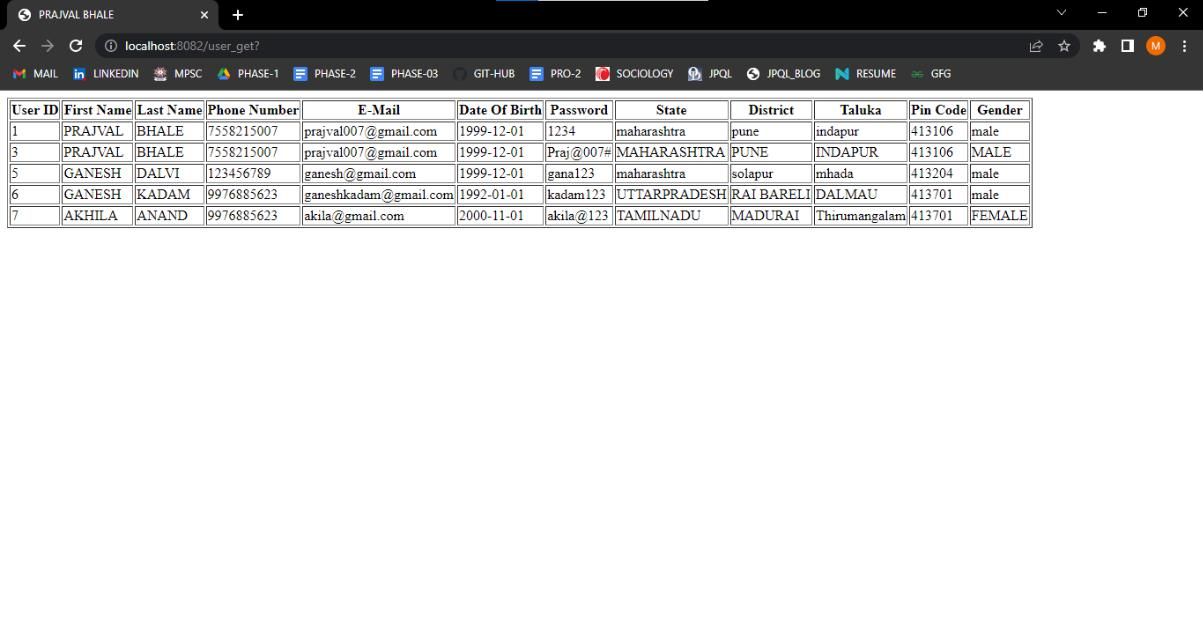 PRAJVAL BHALE
localhost:8082/user_get?
M
MAIL LINKEDIN MPSC PHASE-1 PHASE-2 PHASE-03 GIT-HUB PRO-2 SOCIOLOGY JPQL JPQL_BLOG RESUME GFG
User ID First Name Last Name Phone Number E-Mail Date Of Birth Password State District Taluka Pin Code Gender
1 PRAJVAL BHALE 7558215007 prajval007@gmail.com 1999-12-01 1234 maharashtra pune indapur 413106 male
3 PRAJVAL BHALE 7558215007 prajval007@gmail.com 1999-12-01 Praj@007# MAHARASHTRA PUNE INDAPUR 413106 MALE
5 GANESH DALVI 123456789 ganesh@gmail.com 1999-12-01 gana123 maharashtra solapur mhada 413204 male
6 GANESH KADAM 9976885623 ganeshkadam@gmail.com 1992-01-01 kadam123 UTTARPRADESH RAI BARELI DALMAU 413701 male
7 AKHILA ANAND 9976885623 akila@gmail.com 2000-11-01 akila@123 TAMILNADU MADURAI Thirumangalam 413701 FEMALE